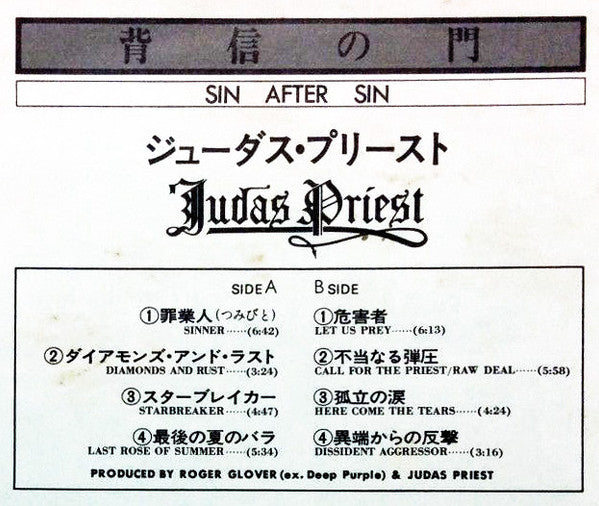 背信の門
SIN AFTER SIN
ジューダス・プリースト
Judas Priest
SIDE A
①罪業人(つみびと)
SINNER……(6:42)
②ダイアモンズ・アンド・ラスト
DIAMONDS AND RUST……(3:24)
③スターブレイカー
STARBREAKER……(4:47)
④最後の夏のバラ
LAST ROSE OF SUMMER……(5:34)
B SIDE
①危害者
LET US PREY……(6:13)
②不当なる弾圧
CALL FOR THE PRIEST/RAW DEAL……(5:58)
③孤立の涙
HERE COME THE TEARS……(4:24)
④異端からの反撃
DISSIDENT AGGRESSOR……(3:16)
PRODUCED BY ROGER GLOVER (ex. Deep Purple) & JUDAS PRIEST